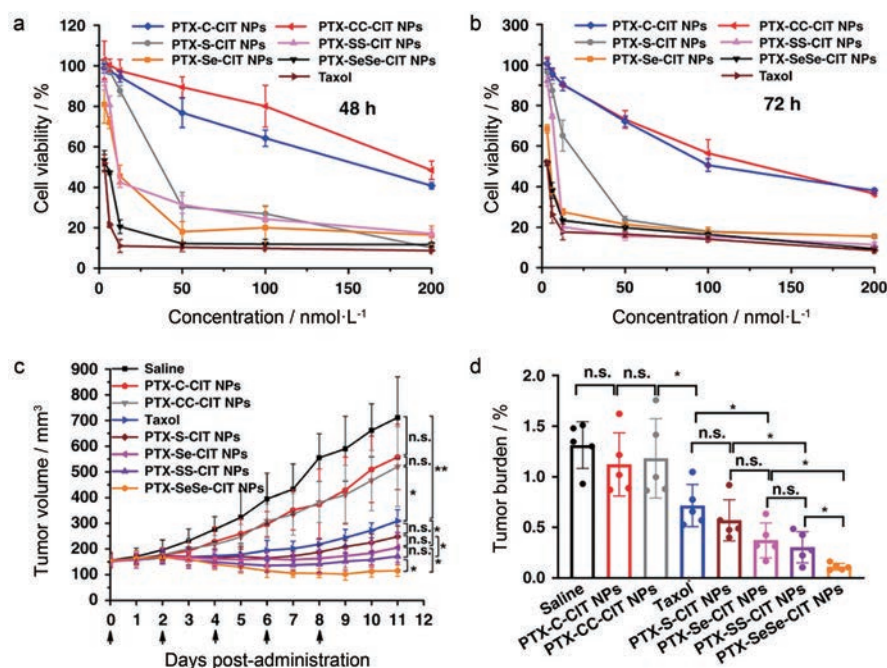 a
PTX-C-CIT NPs
PTX-CC-CIT NPs
PTX-S-CIT NPs
PTX-SS-CIT NPs
PTX-Se-CIT NPs
PTX-SeSe-CIT NPs
Taxol
48 h
120
100
80
60
40
20
0
Cell viability / %
0 50 100 150 200
Concentration / nmol·L⁻¹
b
PTX-C-CIT NPs
PTX-CC-CIT NPs
PTX-S-CIT NPs
PTX-SS-CIT NPs
PTX-Se-CIT NPs
PTX-SeSe-CIT NPs
Taxol
72 h
300
100
80
60
40
20
0
Cell viability / %
0 50 100 150 200
Concentration / nmol·L⁻¹
c
Saline
PTX-C-CIT NPs
PTX-CC-CIT NPs
Taxol
PTX-S-CIT NPs
PTX-Se-CIT NPs
PTX-SS-CIT NPs
PTX-SeSe-CIT NPs
900
800
700
600
500
400
300
200
100
0
Tumor volume / mm³
n.s.
n.s.
**
*
n.s.
*
n.s.
*
n.s.
*
*
0 1 2 3 4 5 6 7 8 9 10 11 12
Days post-administration
d
2.0
1.5
1.0
0.5
0.0
Tumor burden / %
n.s.
n.s.
*
*
n.s.
*
n.s.
*
n.s.
*
Saline
PTX-C-CIT NPs
PTX-CC-CIT NPs
Taxol
PTX-S-CIT NPs
PTX-Se-CIT NPs
PTX-SS-CIT NPs
PTX-SeSe-CIT NPs